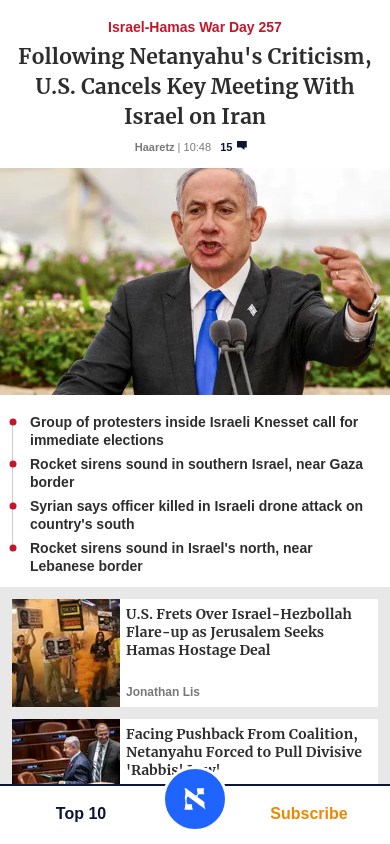 Israel-Hamas War Day 257
Following Netanyahu's Criticism,
U.S. Cancels Key Meeting With
Israel on Iran
Haaretz | 10:48 15
Group of protesters inside Israeli Knesset call for
immediate elections
Rocket sirens sound in southern Israel, near Gaza
border
Syrian says officer killed in Israeli drone attack on
country's south
Rocket sirens sound in Israel's north, near
Lebanese border
U.S. Frets Over Israel-Hezbollah
Flare-up as Jerusalem Seeks
Hamas Hostage Deal
Jonathan Lis
Facing Pushback From Coalition,
Netanyahu Forced to Pull Divisive
'Rabbis'
Top 10
Subscribe